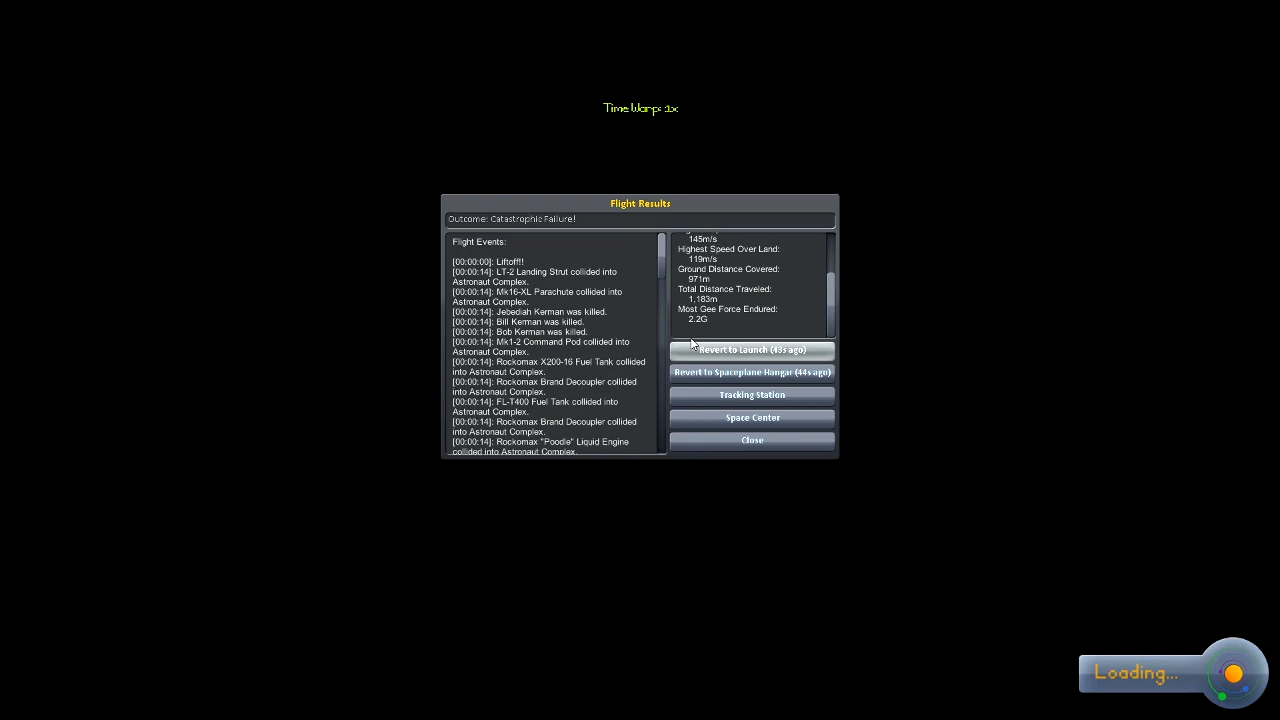 Time Warp: 1x
Flight Results
Outcome: Catastrophic Failure!
Flight Events:
[00:00:00]: Liftoff!!
[00:00:14]: LT-2 Landing Strut collided into
Astronaut Complex.
[00:00:14]: Mk16-XL Parachute collided into
Astronaut Complex.
[00:00:14]: Jebediah Kerman was killed.
[00:00:14]: Bill Kerman was killed.
[00:00:14]: Bob Kerman was killed.
[00:00:14]: Mk1-2 Command Pod collided into
Astronaut Complex.
[00:00:14]: Rockomax X200-16 Fuel Tank collided
into Astronaut Complex.
[00:00:14]: Rockomax Brand Decoupler collided
into Astronaut Complex.
[00:00:14]: FL-T400 Fuel Tank collided into
Astronaut Complex.
[00:00:14]: Rockomax Brand Decoupler collided
into Astronaut Complex.
[00:00:14]: Rockomax "Poodle" Liquid Engine
collided into Astronaut Complex.
145m/s
Highest Speed Over Land:
119m/s
Ground Distance Covered:
971m
Total Distance Traveled:
1,183m
Most Gee Force Endured:
2.2G
Revert to Launch (43s ago)
Revert to Spaceplane Hangar (44s ago)
Tracking Station
Space Center
Close
Loading...